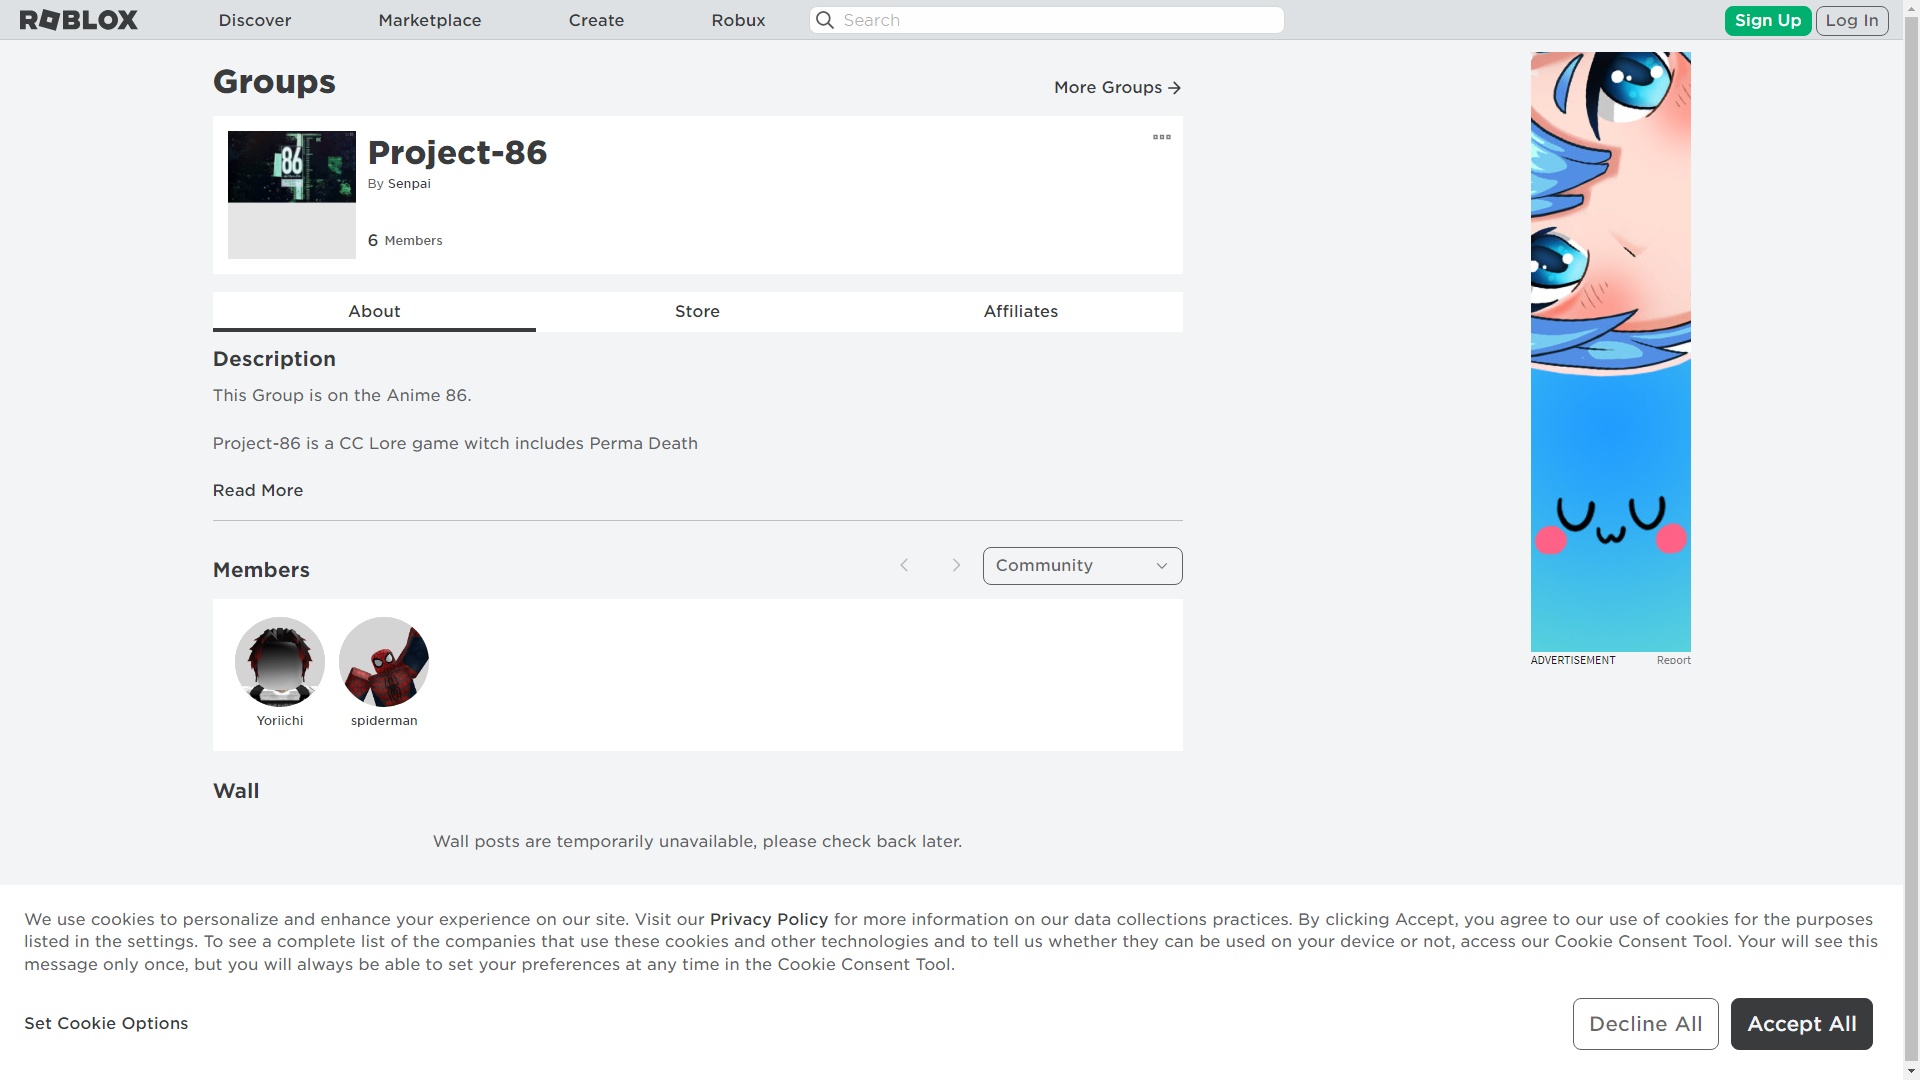 ROBLOX
Discover
Marketplace
Create
Robux
Search
Sign Up
Log In
Groups
More Groups
86
Project-86
By Senpai
6 Members
About
Store
Affiliates
Description
This Group is on the Anime 86.
Project-86 is a CC Lore game witch includes Perma Death
Read More
Members
Community
Yoriichi
spiderman
Wall
Wall posts are temporarily unavailable, please check back later.
ADVERTISEMENT
Report
We use cookies to personalize and enhance your experience on our site. Visit our Privacy Policy for more information on our data collections practices. By clicking Accept, you agree to our use of cookies for the purposes
listed in the settings. To see a complete list of the companies that use these cookies and other technologies and to tell us whether they can be used on your device or not, access our Cookie Consent Tool. Your will see this
message only once, but you will always be able to set your preferences at any time in the Cookie Consent Tool.
Set Cookie Options
Decline All
Accept All